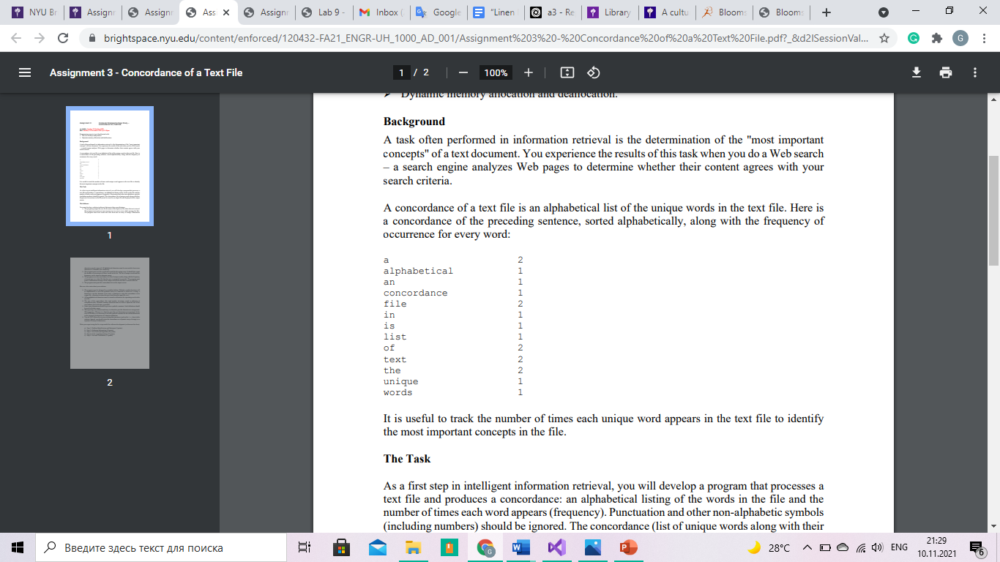 NYU Br
Assignn
Assignn
Ass
Assignn
Lab 9 -
Inbox (
Google
"Linen
a3 - Re
Library
A cultu
Blooms
Blooms
brightspace.nyu.edu/content/enforced/120432-FA21_ENGR-UH_1000_AD_001/Assignment%203%20-%20Concordance%20of%20a%20Text%20File.pdf?_&d2lSessionVal...
G
Assignment 3 - Concordance of a Text File
1 / 2
100%
1
2
Dynamic memory allocation and deallocation.
Background
A task often performed in information retrieval is the determination of the "most important
concepts" of a text document. You experience the results of this task when you do a Web search
– a search engine analyzes Web pages to determine whether their content agrees with your
search criteria.
A concordance of a text file is an alphabetical list of the unique words in the text file. Here is
a concordance of the preceding sentence, sorted alphabetically, along with the frequency of
occurrence for every word:
a 2
alphabetical 1
an 1
concordance 1
file 2
in 1
is 1
list 1
of 2
text 2
the 2
unique 1
words 1
It is useful to track the number of times each unique word appears in the text file to identify
the most important concepts in the file.
The Task
As a first step in intelligent information retrieval, you will develop a program that processes a
text file and produces a concordance: an alphabetical listing of the words in the file and the
number of times each word appears (frequency). Punctuation and other non-alphabetic symbols
(including numbers) should be ignored. The concordance (list of unique words along with their
Введите здесь текст для поиска
28°C
ENG
21:29
10.11.2021
6